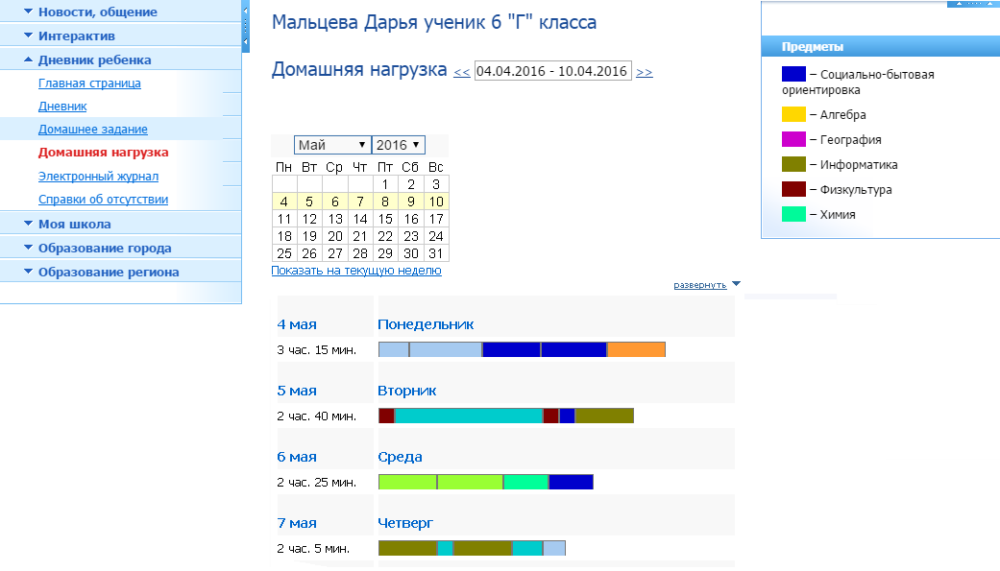 Новости, общение
Интерактив
Дневник ребенка
Главная страница
Дневник
Домашнее задание
Домашняя нагрузка
Электронный журнал
Справки об отсутствии
Моя школа
Образование города
Образование региона
Мальцева Дарья ученик 6 "Г" класса
Домашняя нагрузка << 04.04.2016 - 10.04.2016 >>
Май 2016
Пн Вт Ср Чт Пт Сб Вс
1 2 3
4 5 6 7 8 9 10
11 12 13 14 15 16 17
18 19 20 21 22 23 24
25 26 27 28 29 30 31
Показать на текущую неделю
развернуть
4 мая Понедельник
3 час. 15 мин.
5 мая Вторник
2 час. 40 мин.
6 мая Среда
2 час. 25 мин.
7 мая Четверг
2 час. 5 мин.
Предметы
– Социально-бытовая
ориентировка
– Алгебра
– География
– Информатика
– Физкультура
– Химия